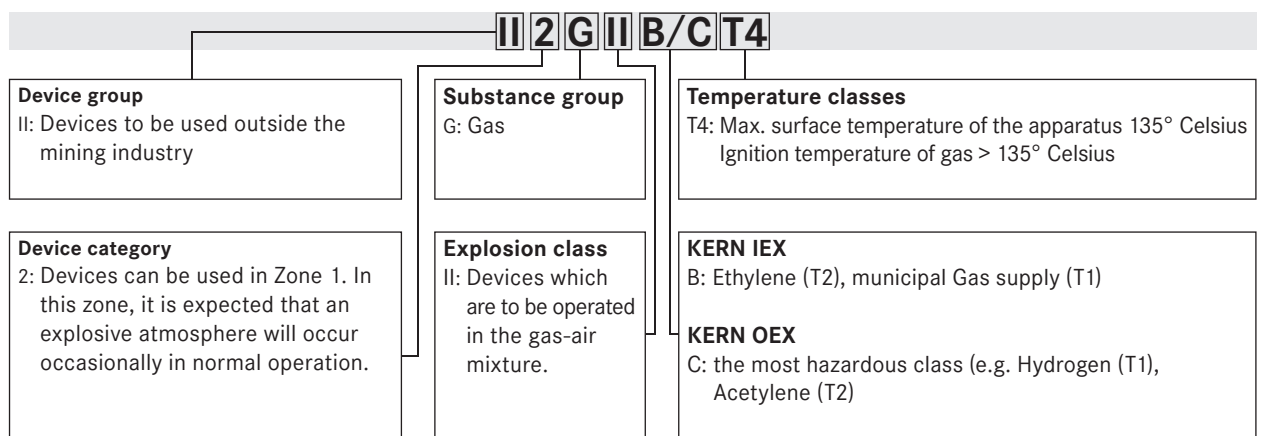 II 2 G II B/C T4
Device group
II: Devices to be used outside the
mining industry
Substance group
G: Gas
Temperature classes
T4: Max. surface temperature of the apparatus 135° Celsius
Ignition temperature of gas > 135° Celsius
Device category
2: Devices can be used in Zone 1. In
this zone, it is expected that an
explosive atmosphere will occur
occasionally in normal operation.
Explosion class
II: Devices which
are to be operated
in the gas-air
mixture.
KERN IEX
B: Ethylene (T2), municipal Gas supply (T1)
KERN OEX
C: the most hazardous class (e.g. Hydrogen (T1),
Acetylene (T2)